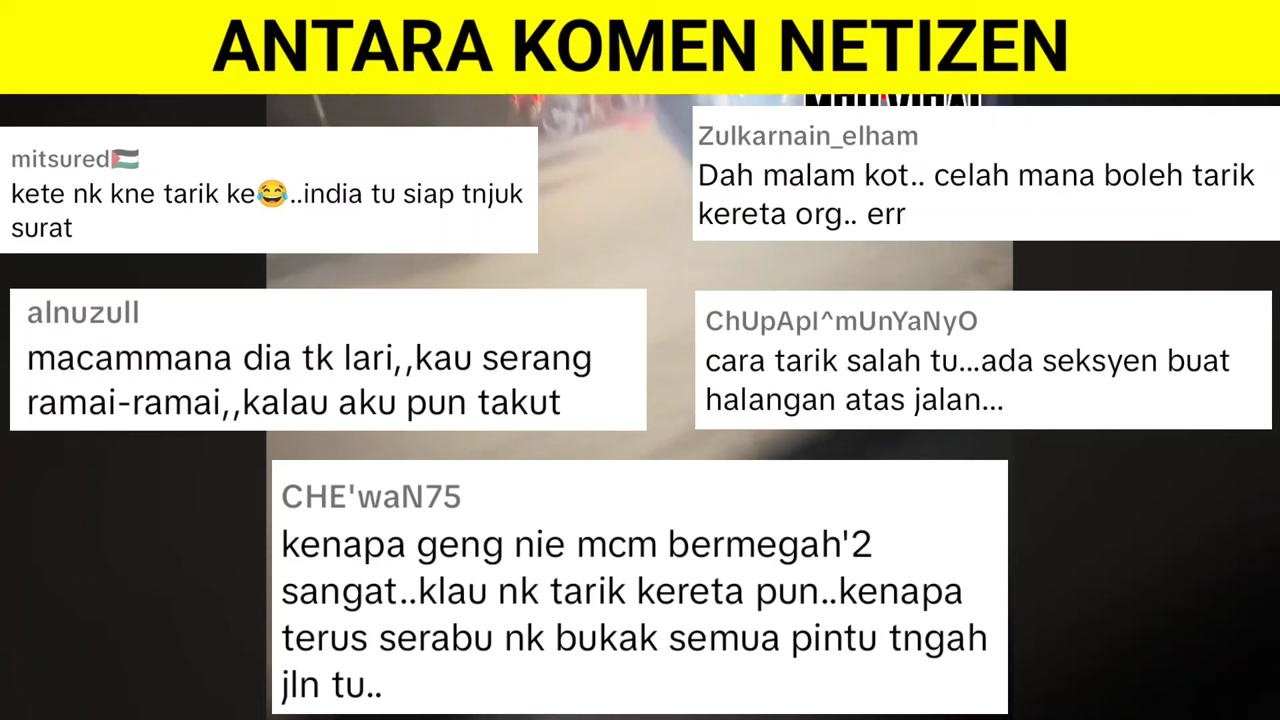 ANTARA KOMEN NETIZEN
mitsured🇵🇸
kete nk kne tarik ke😂..india tu siap tnjuk
surat
Zulkarnain_elham
Dah malam kot.. celah mana boleh tarik
kereta org.. err
alnuzull
macammana dia tk lari,,kau serang
ramai-ramai,,kalau aku pun takut
ChUpApI^mUnYaNyO
cara tarik salah tu...ada seksyen buat
halangan atas jalan...
CHE'waN75
kenapa geng nie mcm bermegah'2
sangat..klau nk tarik kereta pun..kenapa
terus serabu nk bukak semua pintu tngah
jln tu..